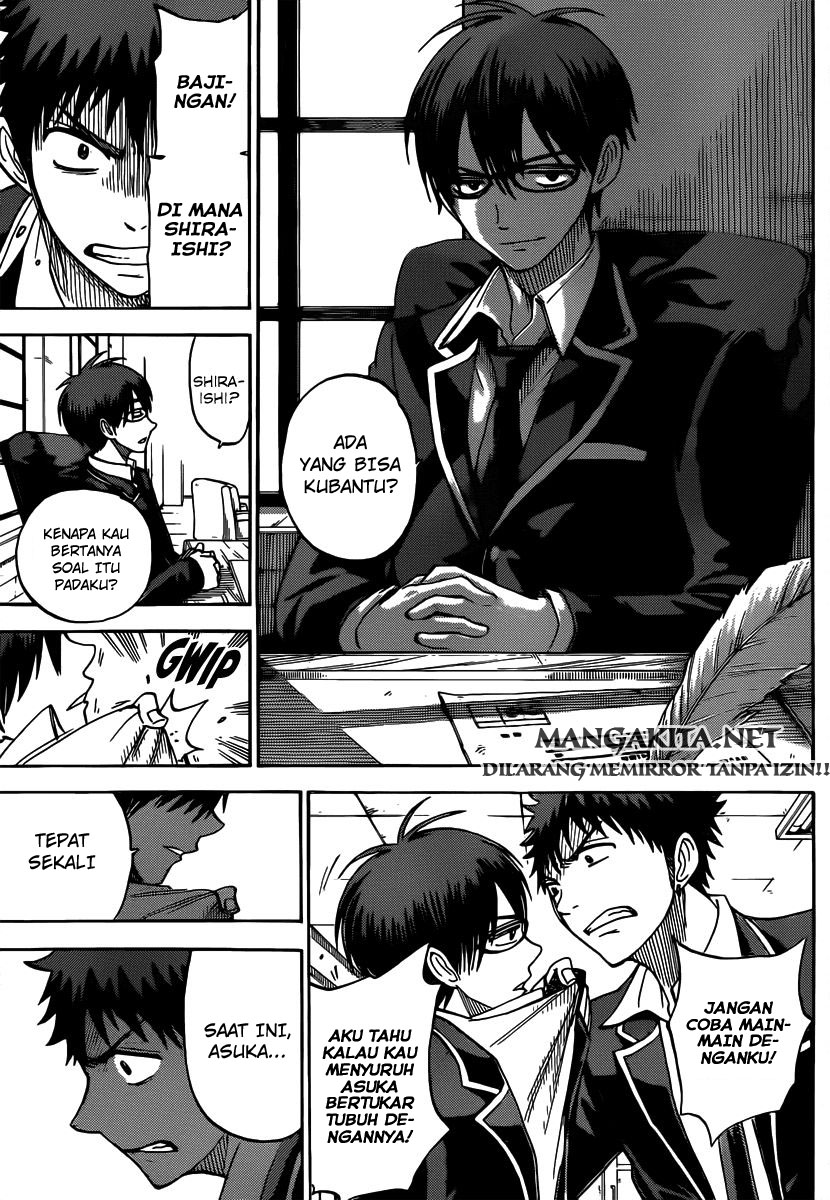 ADA
YANG BISA
KUBANTU?
BAJI-
NGAN!
DI MANA
SHIRA-
ISHI?
SHIRA-
ISHI?
KENAPA KAU
BERTANYA
SOAL ITU
PADAKU?
GWIP
MANGAKITA.NET
DILARANG MEMIRROR TANPA IZIN!!
JANGAN
COBA MAIN-
MAIN DE-
NGANKU!
AKU TAHU
KALAU KAU
MENYURUH
ASUKA
BERTUKAR
TUBUH DE-
NGANNYA!
TEPAT
SEKALI
SAAT INI,
ASUKA...